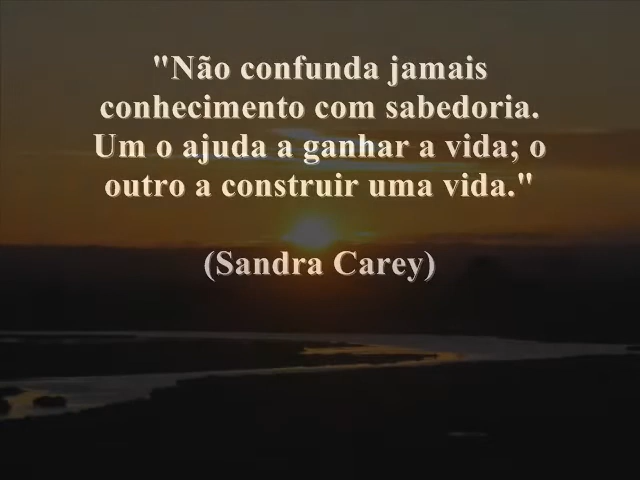 "Não confunda jamais
conhecimento com sabedoria.
Um o ajuda a ganhar a vida; o
outro a construir uma vida."
(Sandra Carey)